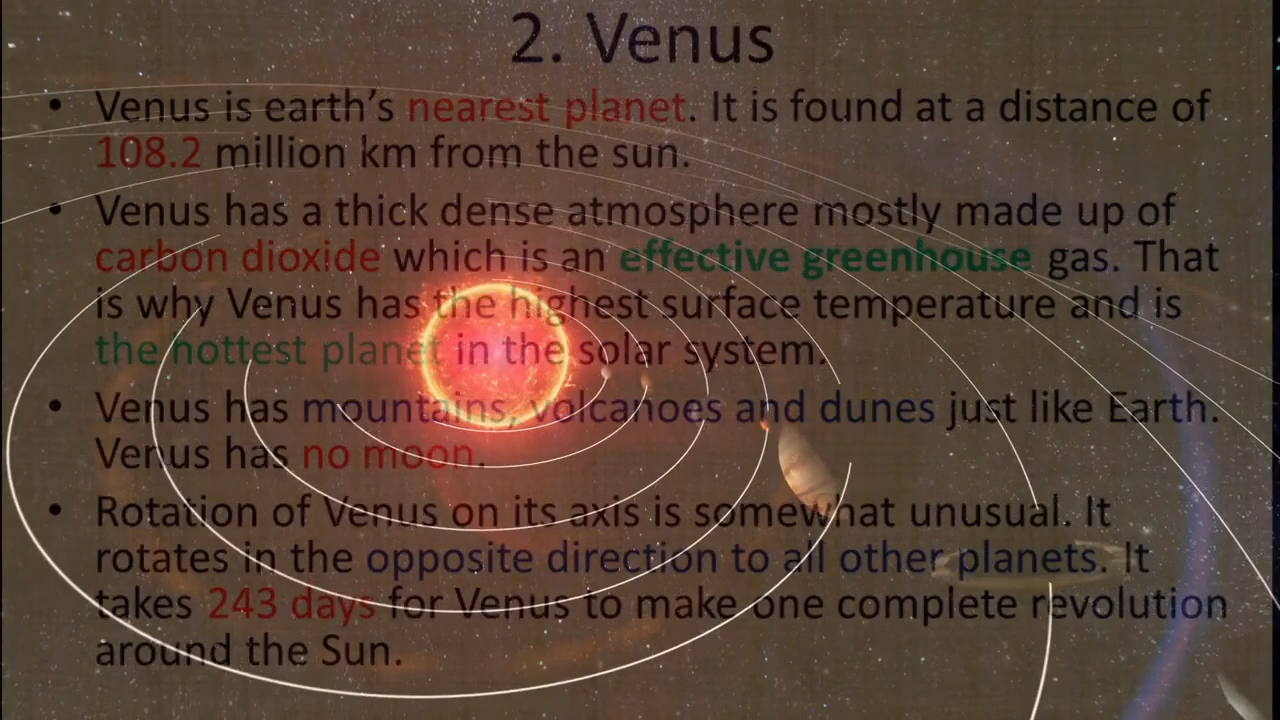 2. Venus
• Venus is earth’s nearest planet. It is found at a distance of
108.2 million km from the sun.
• Venus has a thick dense atmosphere mostly made up of
carbon dioxide which is an effective greenhouse gas. That
is why Venus has the highest surface temperature and is
the hottest planet in the solar system.
• Venus has mountains, volcanoes and dunes just like Earth.
Venus has no moon.
• Rotation of Venus on its axis is somewhat unusual. It
rotates in the opposite direction to all other planets. It
takes 243 days for Venus to make one complete revolution
around the Sun.